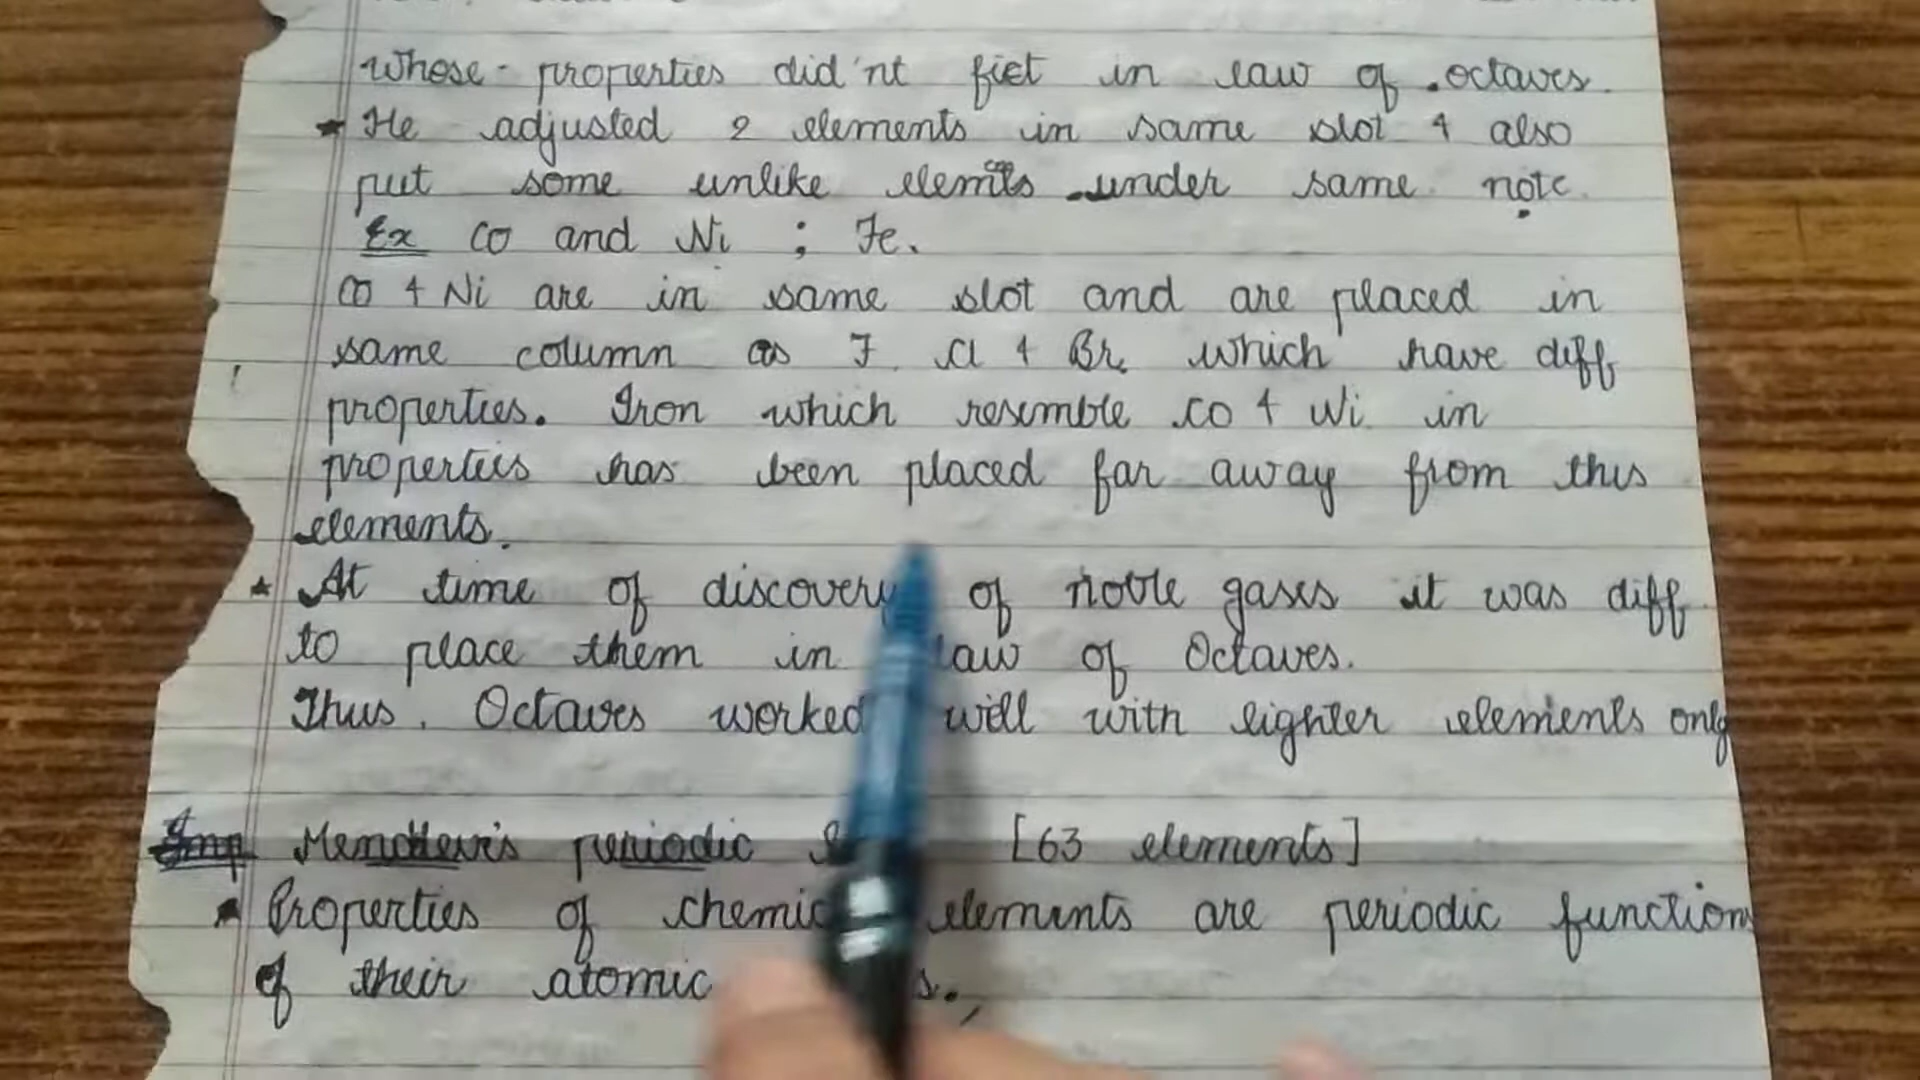 whose - properties did'nt fiet in law of octaves.
★ He adjusted 2 elements in same slot & also
put some unlike elements under same note
Ex CO and Ni ; Fe.
CO & Ni are in same slot and are placed in
same column as F Cl & Br which have diff
properties. Iron which resemble CO & Ni in
properties has been placed far away from this
elements.
★ At time of discovery of noble gases it was diff
to place them in law of Octaves.
Thus, Octaves worked well with lighter elements only
Imp Mendleev's periodic [63 elements]
★ Properties of elements are periodic function
of their atomic